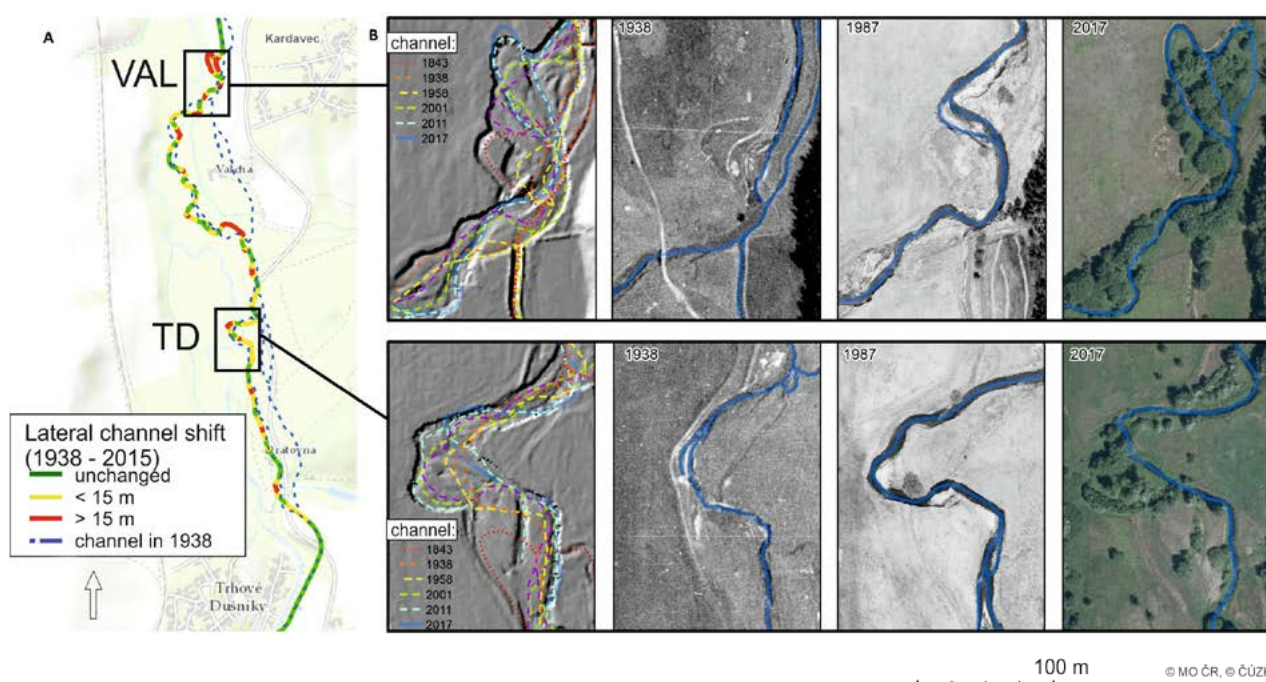 A
Kardavec
VAL
Valcha
TD
Lateral channel shift
(1938 - 2015)
unchanged
< 15 m
> 15 m
channel in 1938
Trhové
Dušníky
B
channel:
1843
1938
1958
2001
2011
2017
1938
1987
2017
channel:
1843
1938
1958
2001
2011
2017
1938
1987
2017
100 m
© MO ČR, © ČÚZK